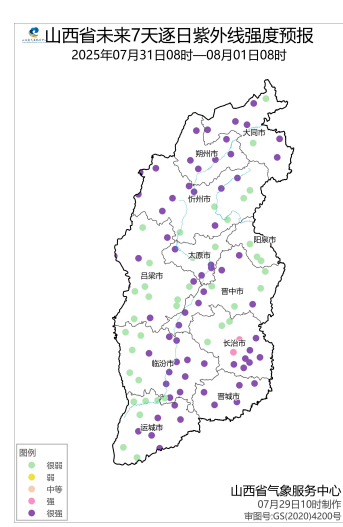 山西省未来7天逐日紫外线强度预报
2025年07月31日08时—08月01日08时
大同市
朔州市
忻州市
阳泉市
太原市
吕梁市
晋中市
长治市
临汾市
晋城市
运城市
图例
很弱
弱
中等
强
很强
山西省气象服务中心
07月29日10时制作
审图号:GS(2020)4200号